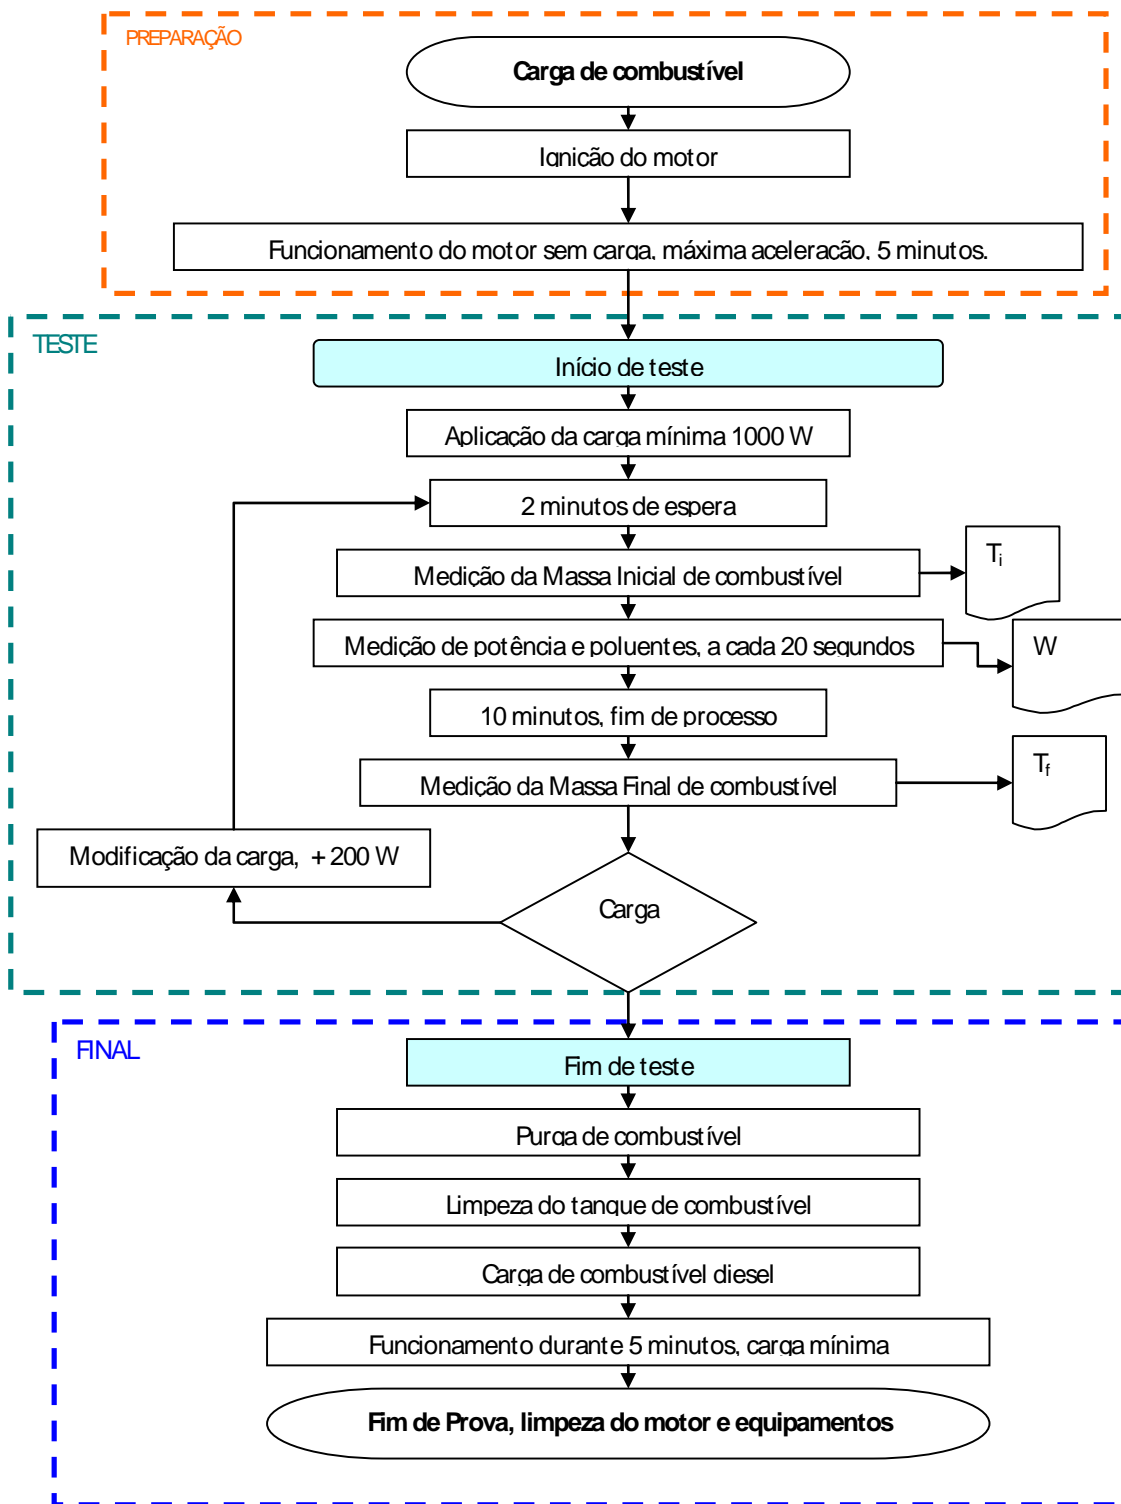 PREPARAÇÃO
Carga de combustível
Ignição do motor
Funcionamento do motor sem carga, máxima aceleração, 5 minutos.
TESTE
Início de teste
Aplicação da carga mínima 1000 W
2 minutos de espera
Medição da Massa Inicial de combustível
Ti
Medição de potência e poluentes, a cada 20 segundos
W
10 minutos, fim de processo
Medição da Massa Final de combustível
Tf
Modificação da carga, + 200 W
Carga
FINAL
Fim de teste
Purga de combustível
Limpeza do tanque de combustível
Carga de combustível diesel
Funcionamento durante 5 minutos, carga mínima
Fim de Prova, limpeza do motor e equipamentos